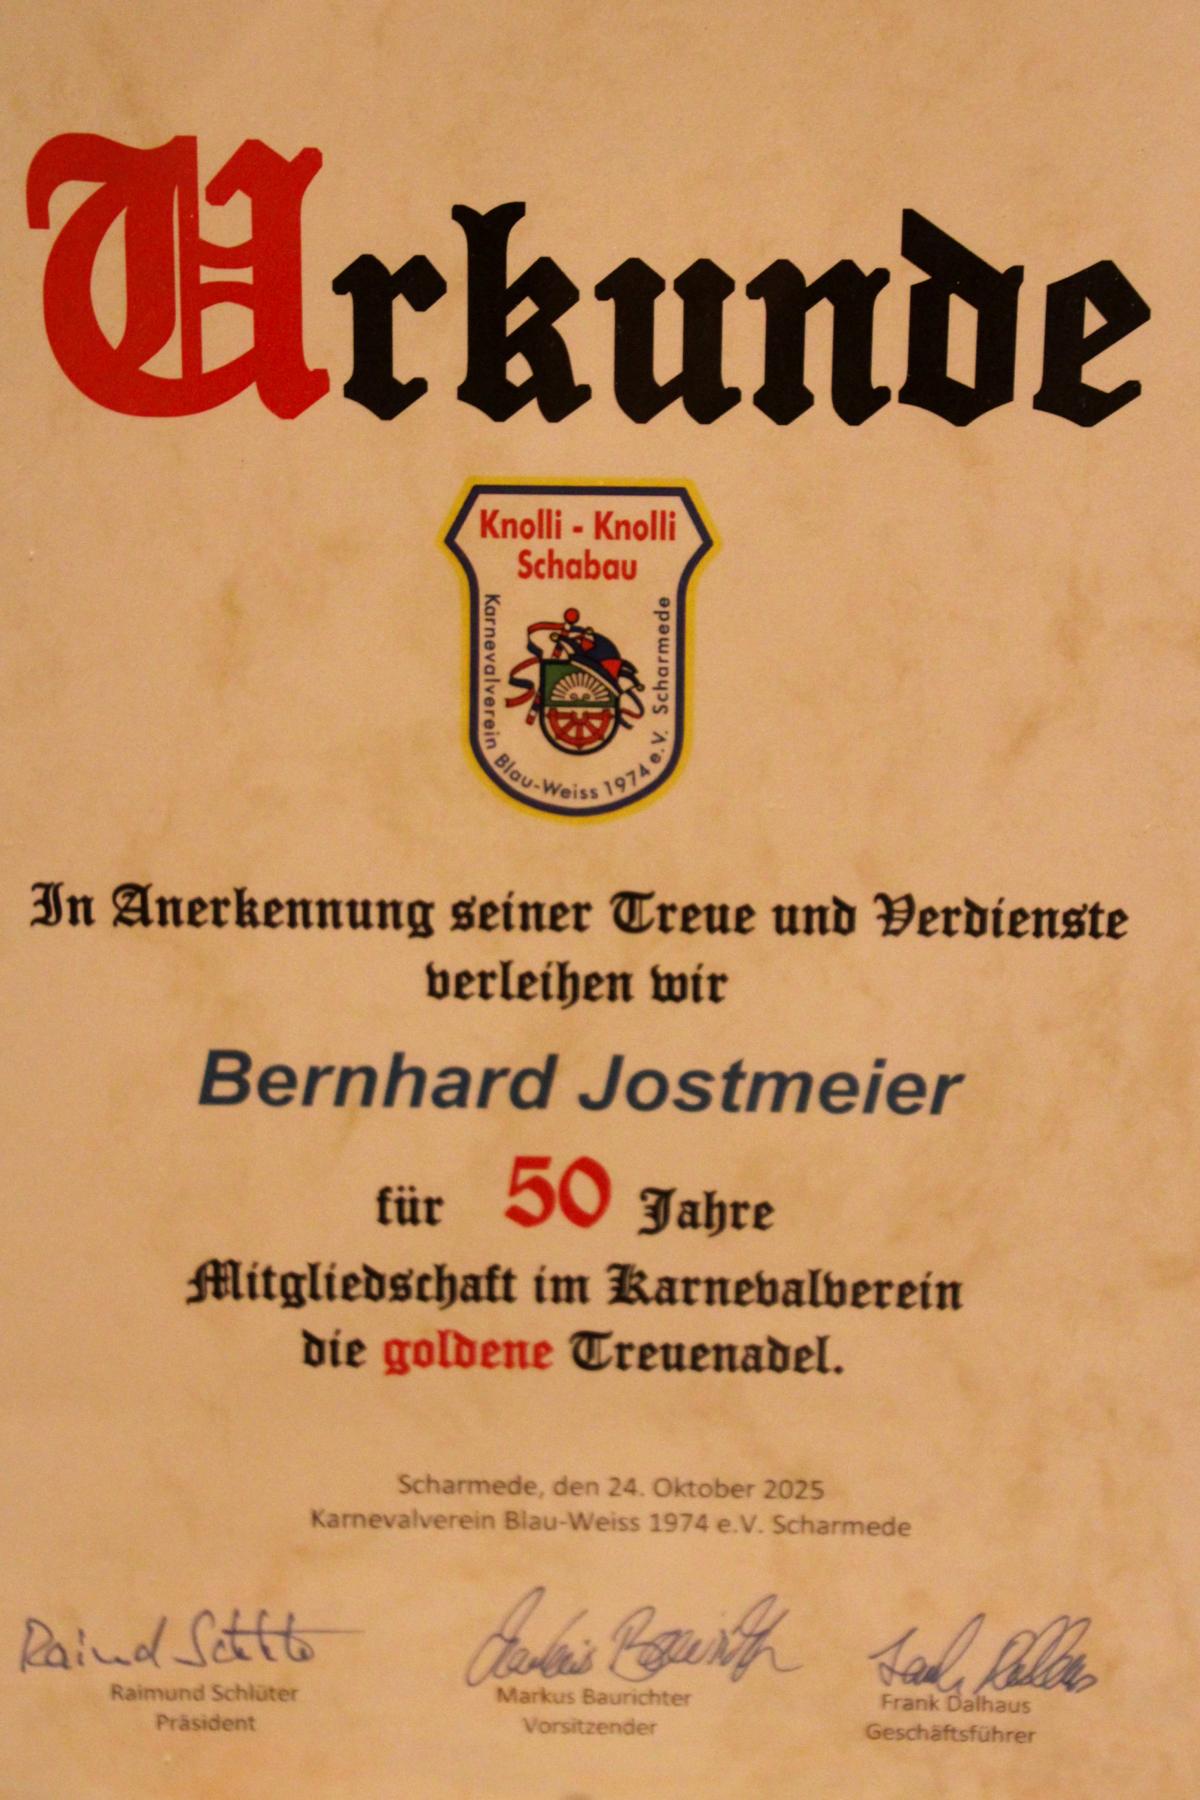 Urkunde
Knolli - Knolli
Schabau
Karnevalverein Blau-Weiss 1974 e.V. Scharmede
In Anerkennung seiner Treue und Verdienste
verleihen wir
Bernhard Jostmeier
für 50 Jahre
Mitgliedschaft im Karnevalverein
die goldene Treuenadel.
Scharmede, den 24. Oktober 2025
Karnevalverein Blau-Weiss 1974 e.V. Scharmede
Raimund Schlüter
Markus Baurichter
Frank Dalhaus
Präsident
Vorsitzender
Geschäftsführer